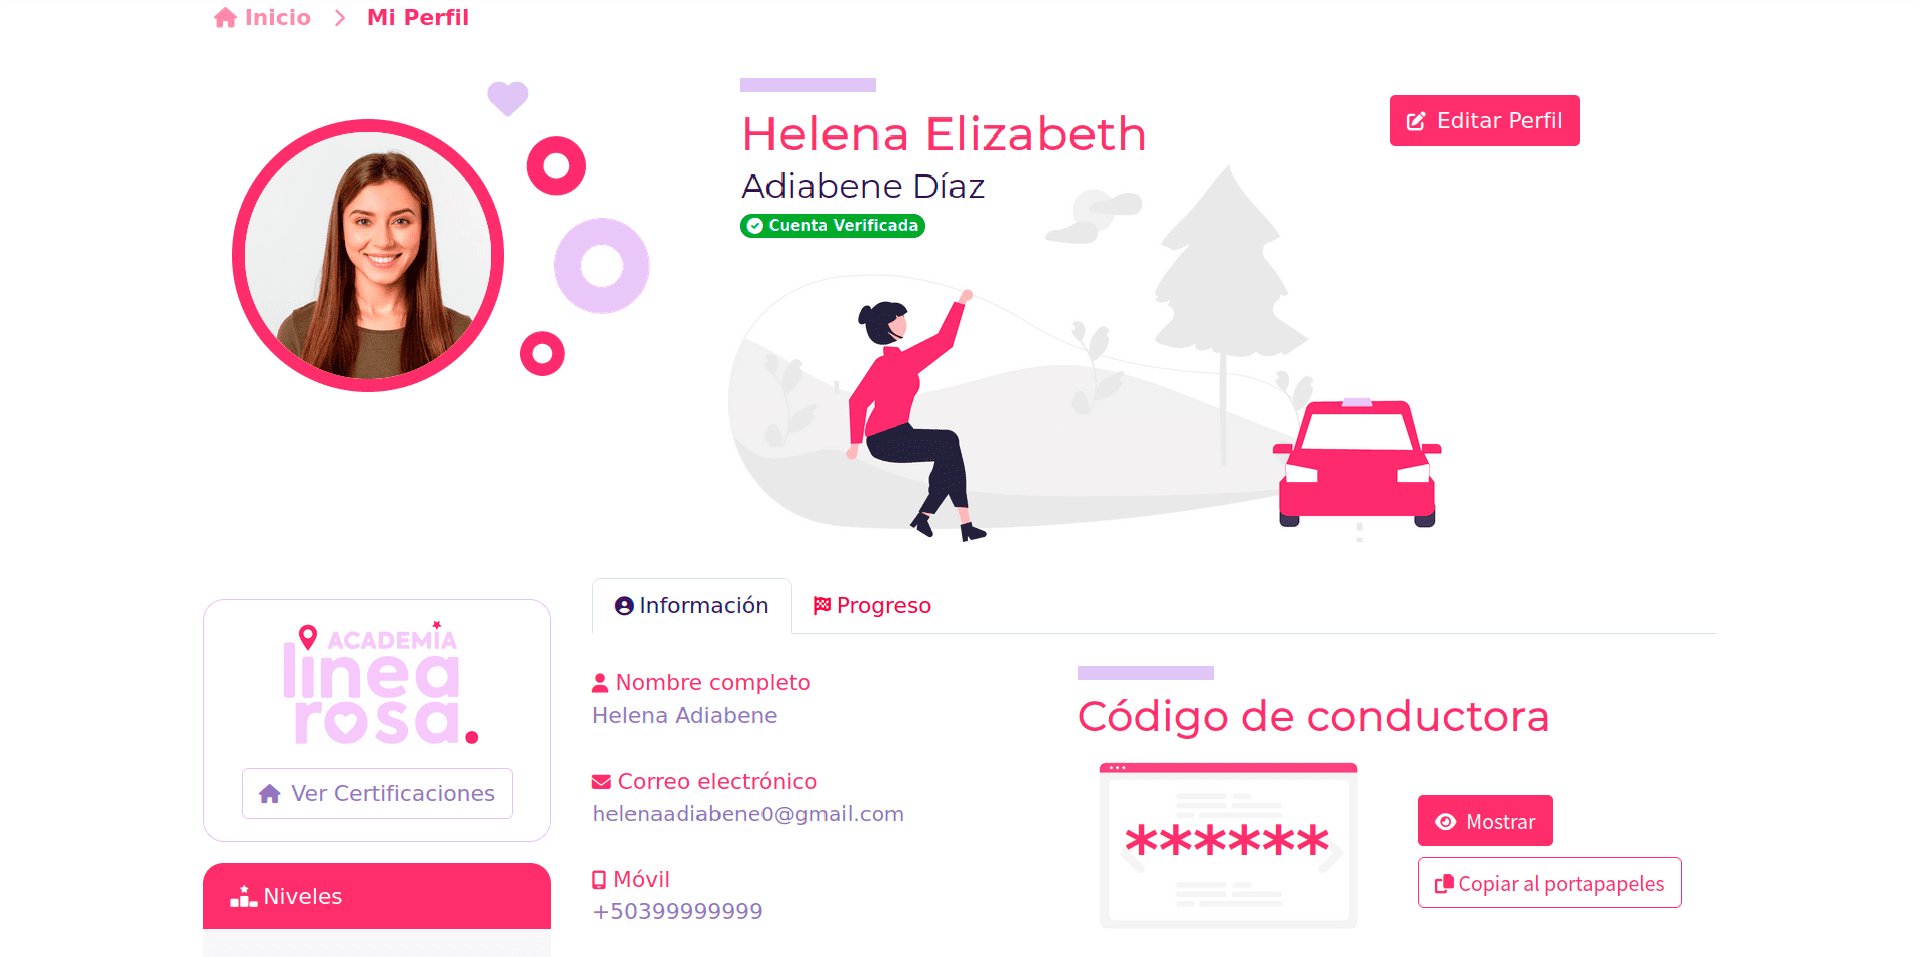 Inicio > Mi Perfil
Helena Elizabeth
Adiabene Díaz
Cuenta Verificada
Editar Perfil
ACADEMIA
linea
rosa.
Ver Certificaciones
Niveles
Información
Progreso
Nombre completo
Helena Adiabene
Correo electrónico
helenaadiabene0@gmail.com
Móvil
+50399999999
Código de conductora
******
Mostrar
Copiar al portapapeles